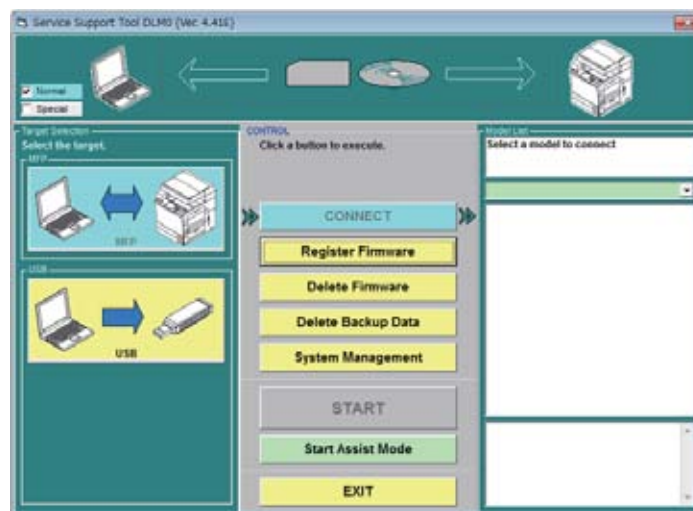 Service Support Tool DLM0 (Ver. 4.41E)
Normal
Special
Target Selection
Select the target.
MFP
MFP
USB
USB
CONTROL
Click a button to execute.
CONNECT
Register Firmware
Delete Firmware
Delete Backup Data
System Management
START
Start Assist Mode
EXIT
Model List
Select a model to connect